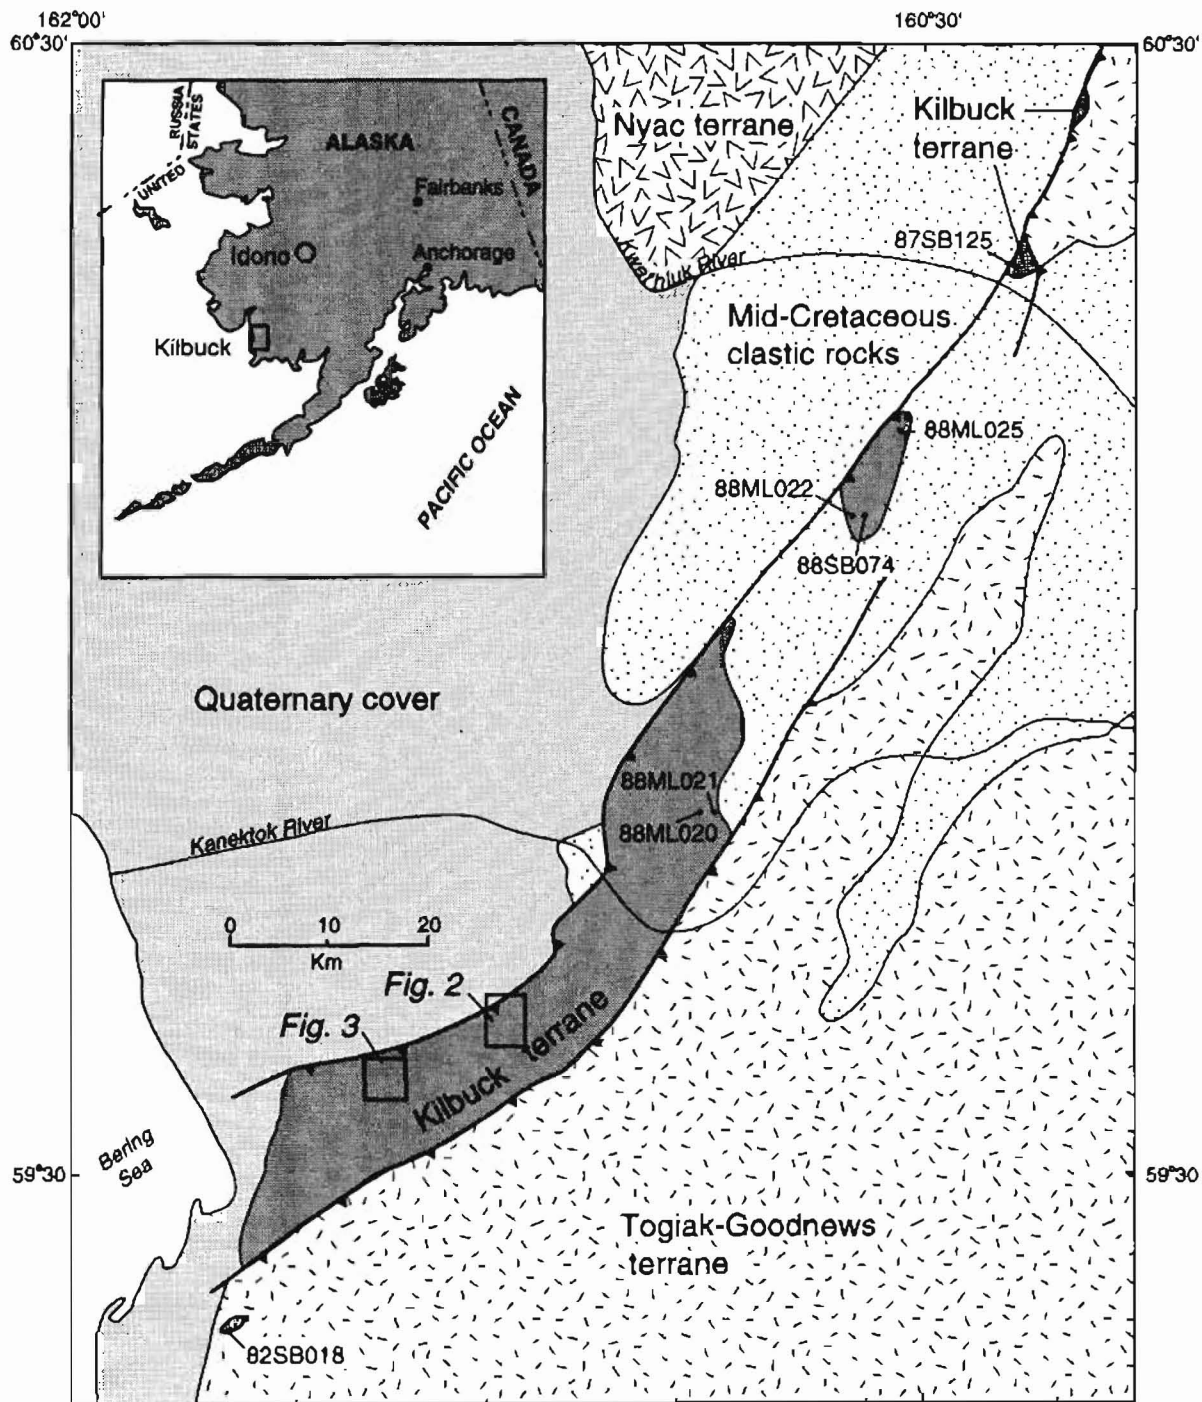 162°00'
160°30'
60°30'
60°30'
RUSSIA
UNITED STATES
CANADA
ALASKA
Fairbanks
Idono
Anchorage
Kilbuck
PACIFIC OCEAN
Nyac terrane
Kilbuck
terrane
87SB125
Kwethluk River
Mid-Cretaceous
clastic rocks
88ML025
88ML022
88SB074
Quaternary cover
88ML021
88ML020
Kanektok River
0 10 20
Km
Fig. 2
Fig. 3
Kilbuck terrane
Bering
Sea
59°30'
59°30'
Togiak-Goodnews
terrane
82SB018